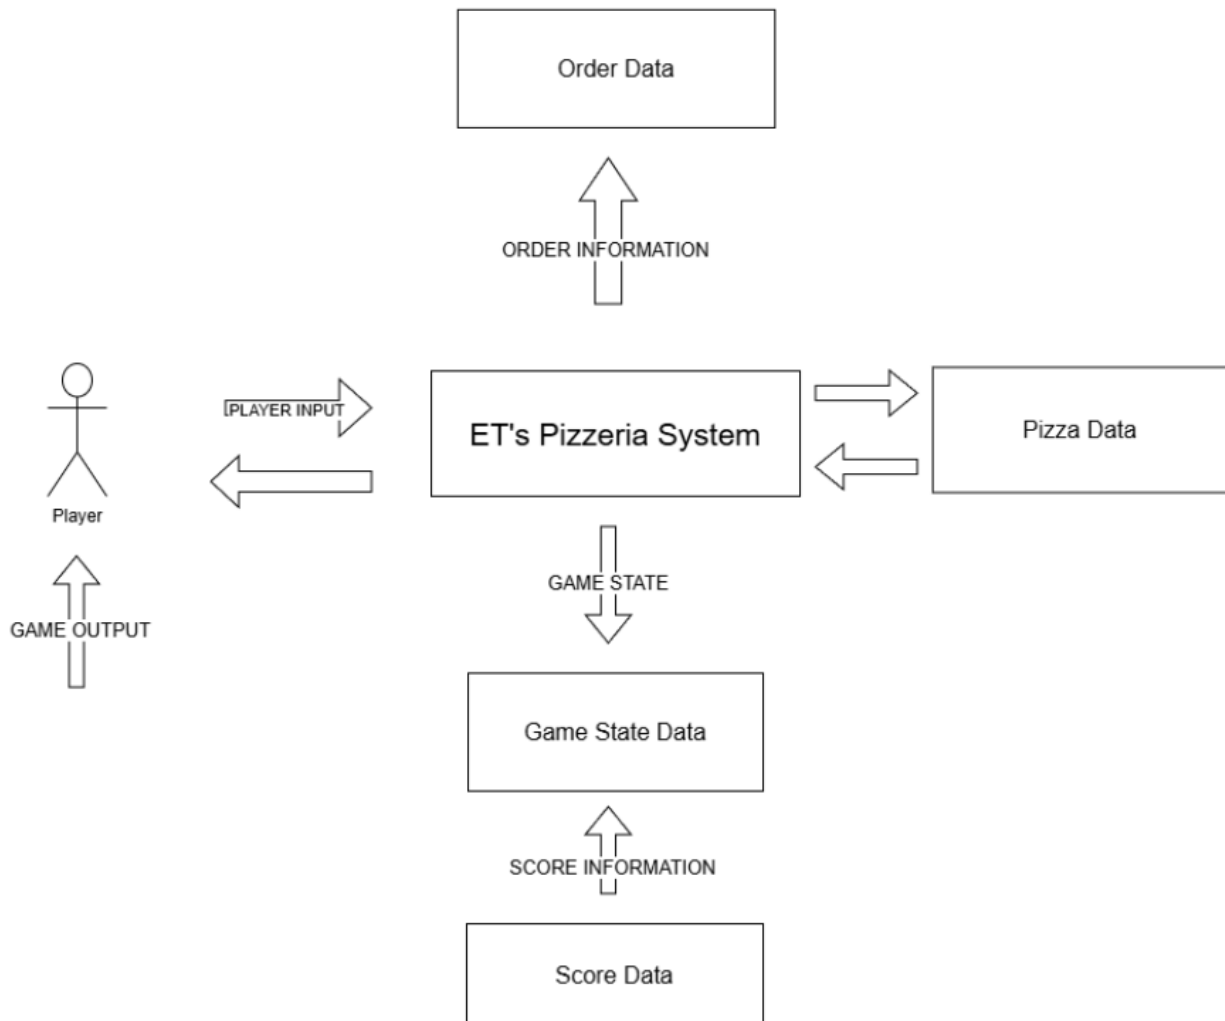 Order Data
ORDER INFORMATION
PLAYER INPUT
ET's Pizzeria System
Pizza Data
Player
GAME STATE
GAME OUTPUT
Game State Data
SCORE INFORMATION
Score Data